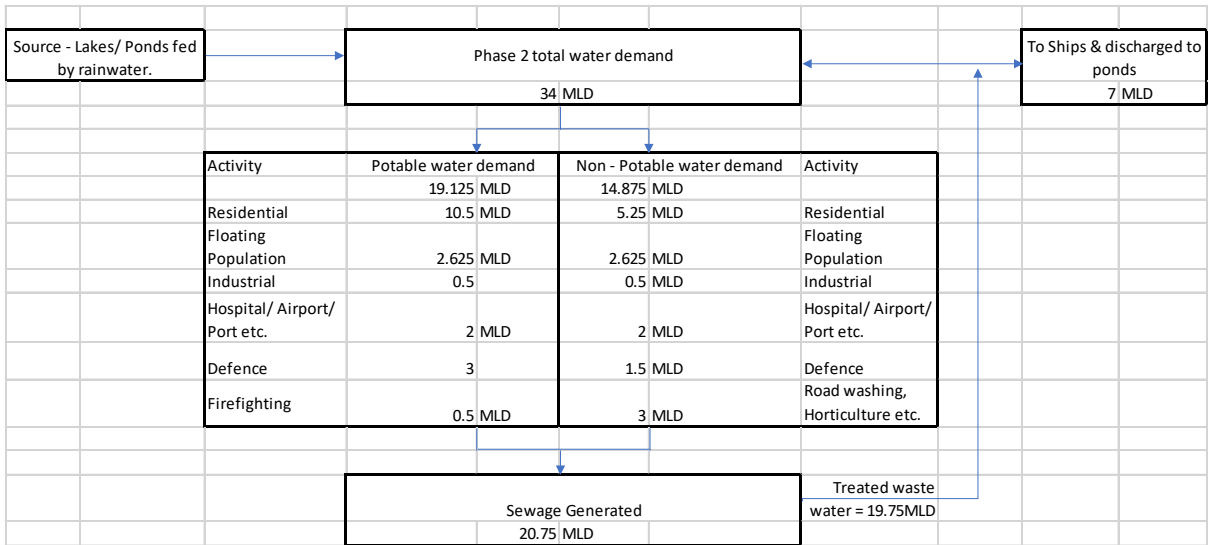 Source - Lakes/ Ponds fed
by rainwater.
Phase 2 total water demand
34 MLD
To Ships & discharged to
ponds
7 MLD
Activity Potable water demand Non - Potable water demand Activity
19.125 MLD 14.875 MLD
Residential 10.5 MLD 5.25 MLD Residential
Floating Floating
Population 2.625 MLD 2.625 MLD Population
Industrial 0.5 0.5 MLD Industrial
Hospital/ Airport/ Hospital/ Airport/
Port etc. 2 MLD 2 MLD Port etc.
Defence 3 1.5 MLD Defence
Firefighting 0.5 MLD 3 MLD Road washing,
Horticulture etc.
Sewage Generated
20.75 MLD
Treated waste
water = 19.75MLD